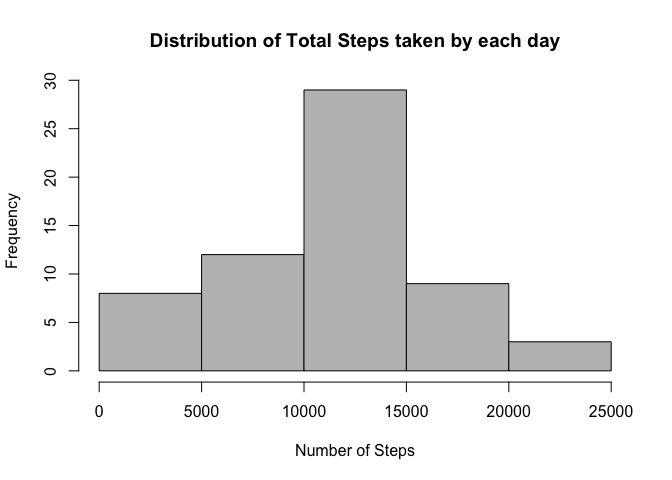 Distribution of Total Steps taken by each day
Frequency
30
25
20
15
10
5
0
0 5000 10000 15000 20000 25000
Number of Steps